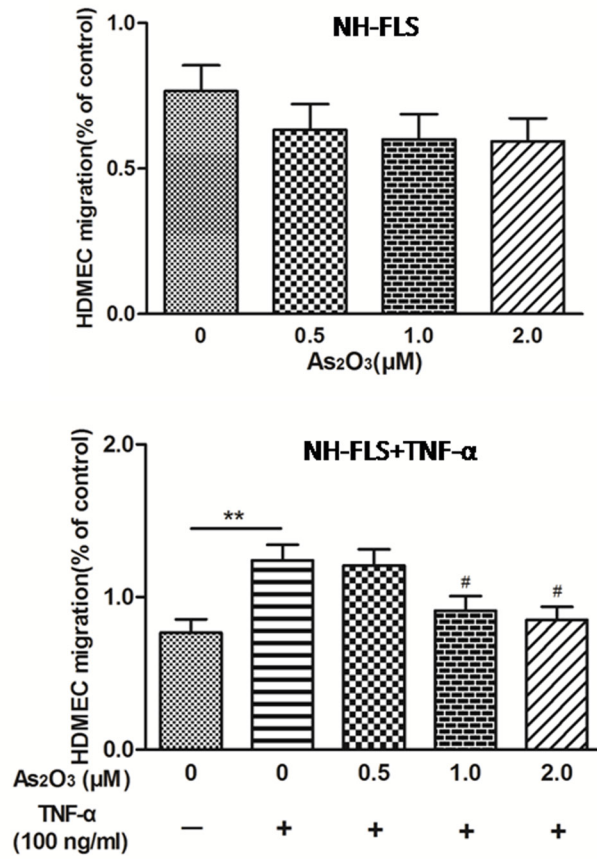 NH-FLS
HDMEC migration(% of control)
1.0
0.5
0.0
0 0.5 1.0 2.0
As₂O₃(μM)
NH-FLS+TNF-α
HDMEC migration(% of control)
2.0
1.0
0.0
**
# #
As₂O₃ (μM) 0 0 0.5 1.0 2.0
TNF-α
(100 ng/ml) — + + + +